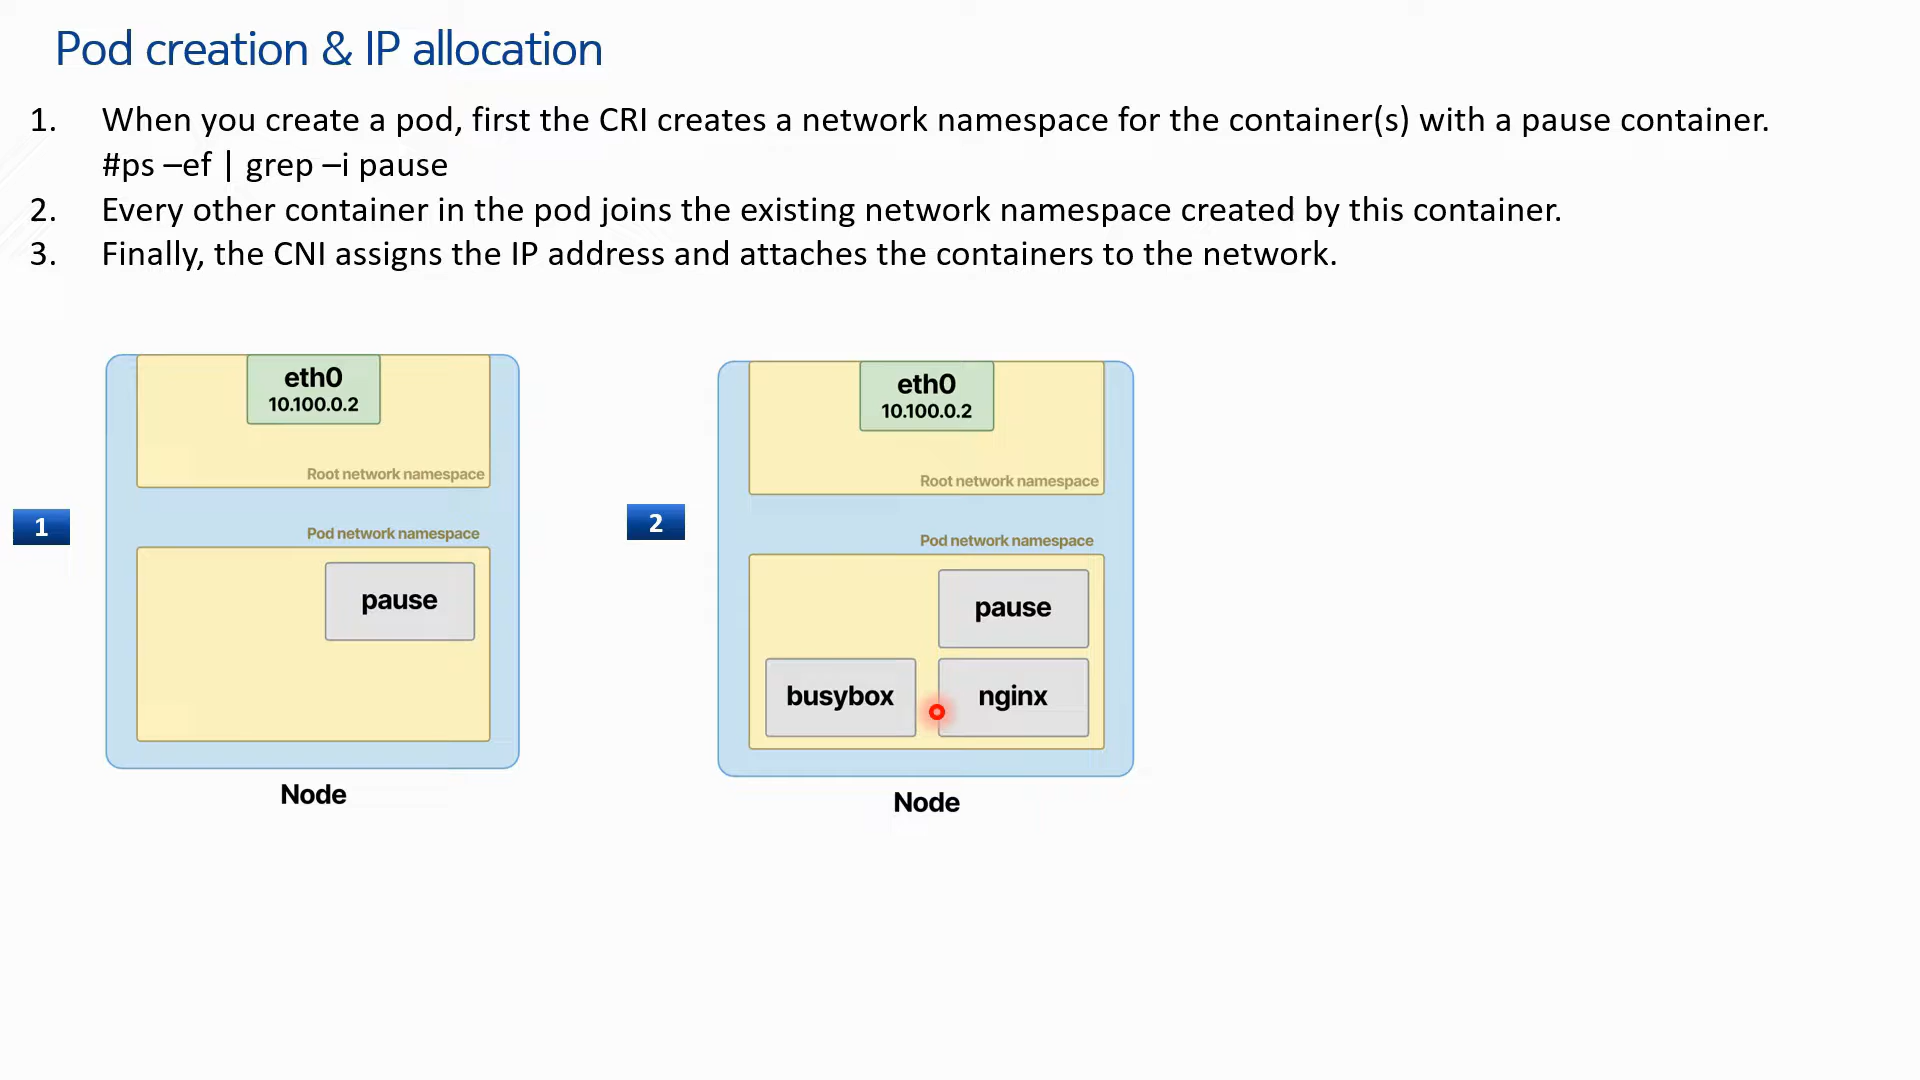 Pod creation & IP allocation
1. When you create a pod, first the CRI creates a network namespace for the container(s) with a pause container.
#ps –ef | grep –i pause
2. Every other container in the pod joins the existing network namespace created by this container.
3. Finally, the CNI assigns the IP address and attaches the containers to the network.
1
eth0
10.100.0.2
Root network namespace
Pod network namespace
pause
Node
2
eth0
10.100.0.2
Root network namespace
Pod network namespace
pause
busybox
nginx
Node